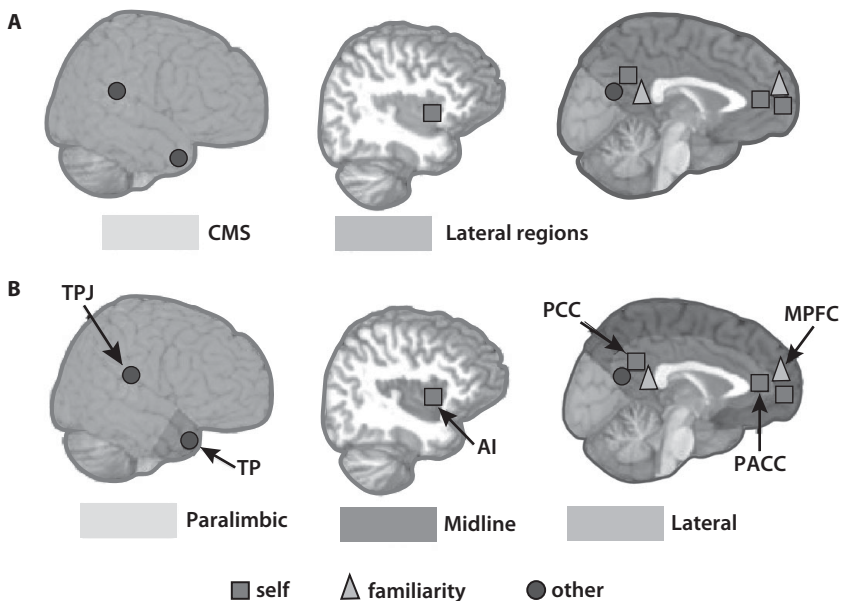 A
CMS
Lateral regions
B
TPJ
TP
AI
PCC
MPFC
PACC
Paralimbic
Midline
Lateral
self
familiarity
other